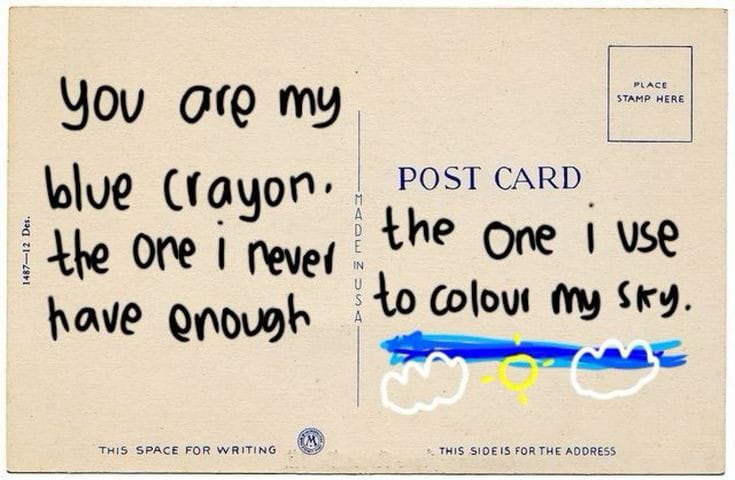 you are my
blue crayon.
the one i never
have enough
PLACE
STAMP HERE
POST CARD
the one i use
to colour my sky.
MADE IN USA
1487—12 Des.
THIS SPACE FOR WRITING
M
THIS SIDE IS FOR THE ADDRESS